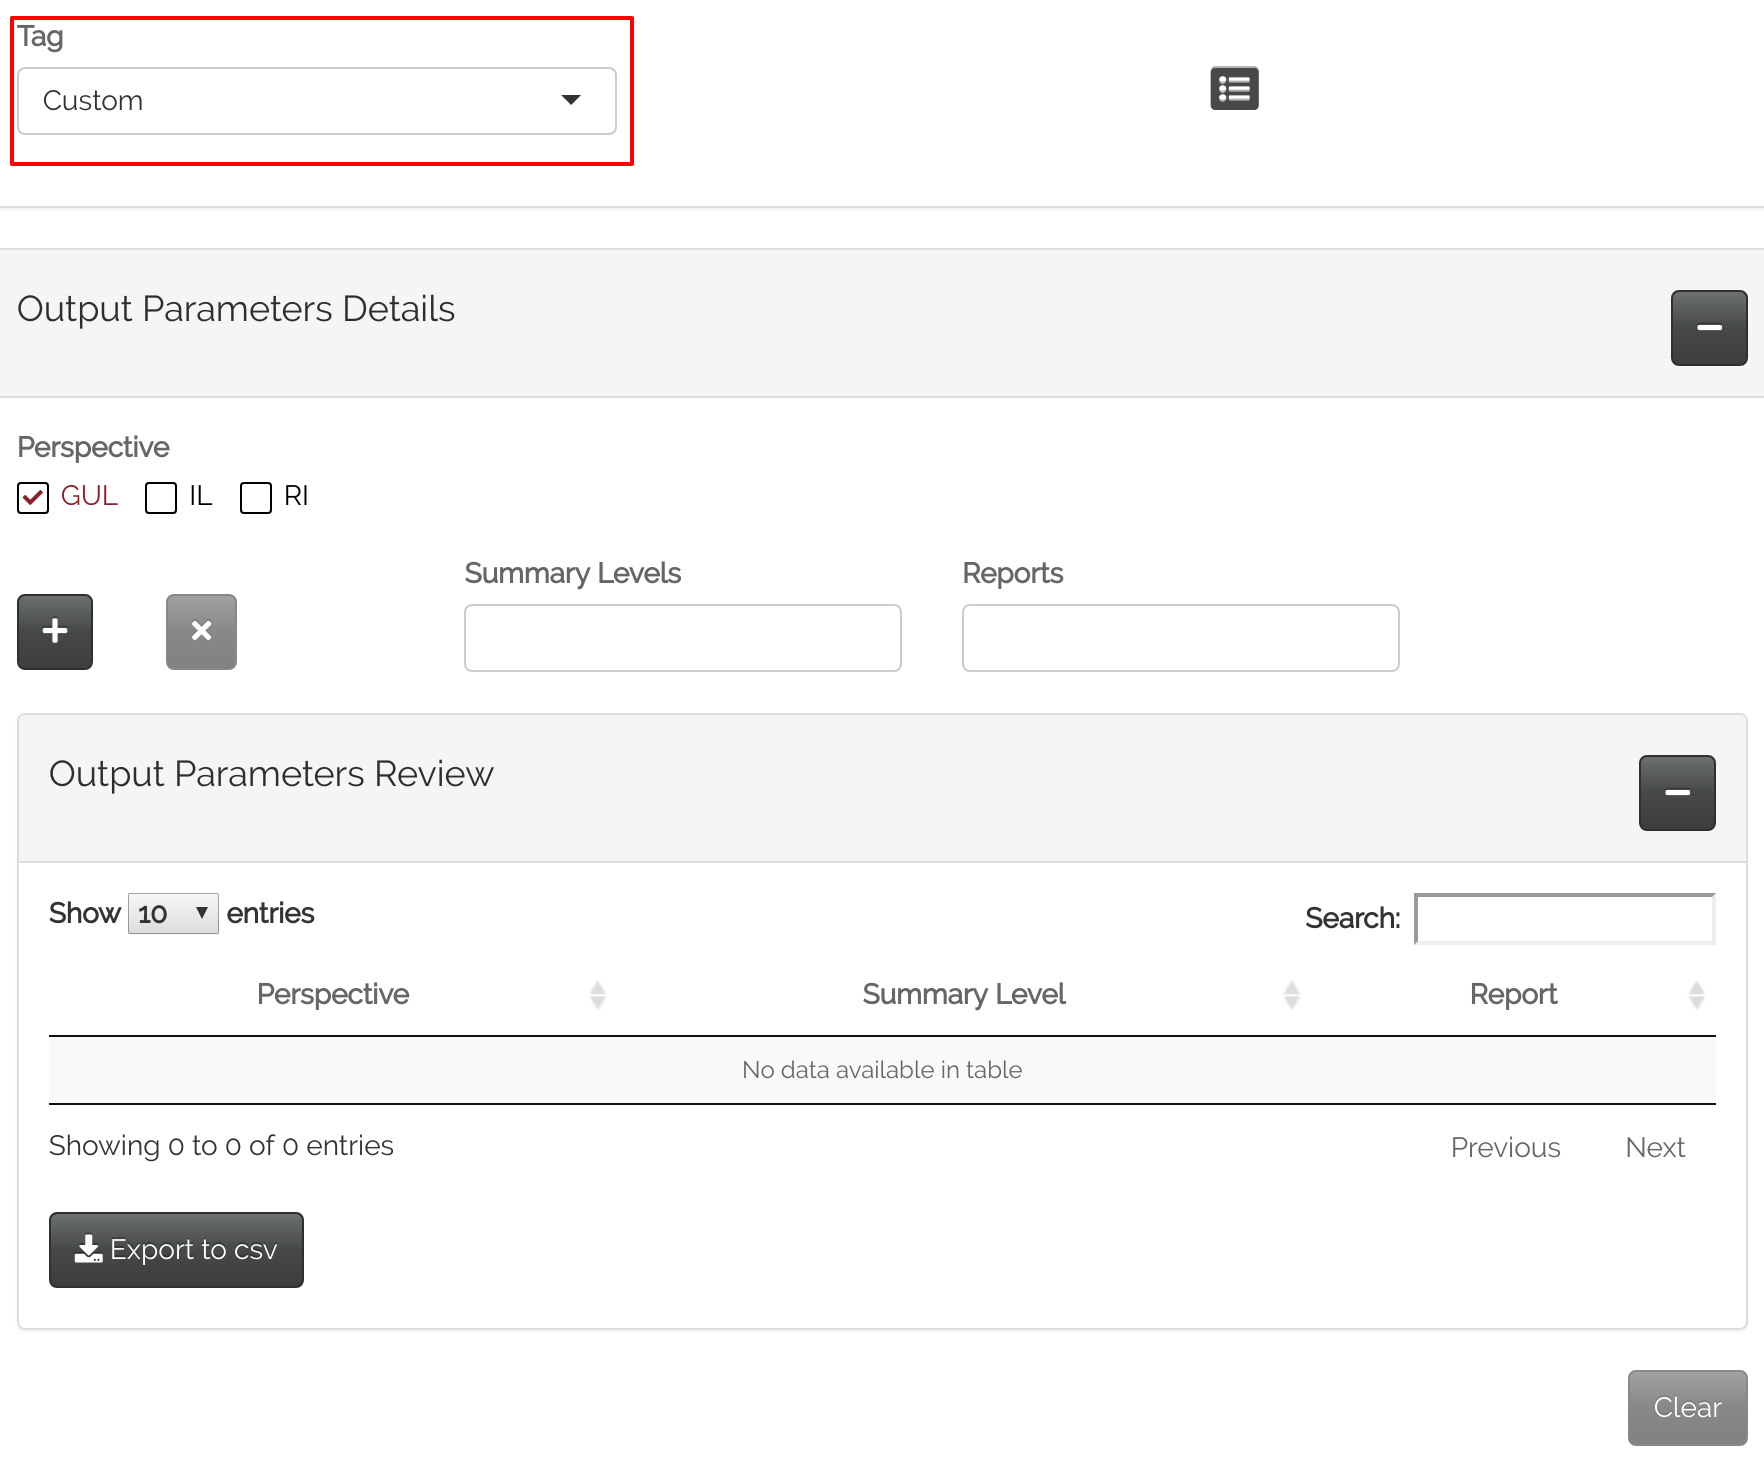 Tag
Custom
Output Parameters Details
Perspective
GUL IL RI
Summary Levels Reports
Output Parameters Review
Show 10 entries Search:
Perspective Summary Level Report
No data available in table
Showing 0 to 0 of 0 entries Previous Next
Export to csv
Clear